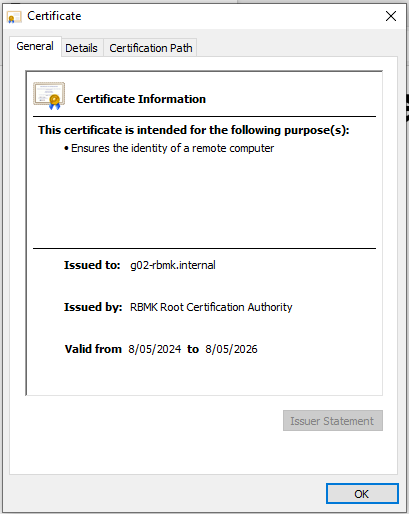 Certificate
General Details Certification Path
Certificate Information
This certificate is intended for the following purpose(s):
• Ensures the identity of a remote computer
Issued to: g02-rbmk.internal
Issued by: RBMK Root Certification Authority
Valid from 8/05/2024 to 8/05/2026
Issuer Statement
OK